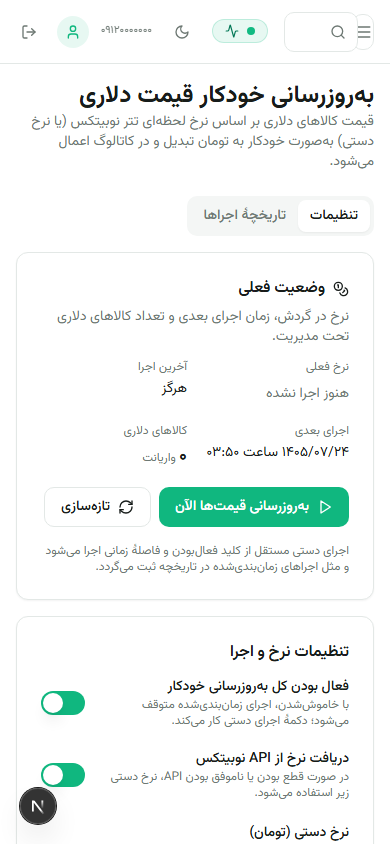 ۰۹۱۲۰۰۰۰۰۰۰
به‌روزرسانی خودکار قیمت دلاری
قیمت کالاهای دلاری بر اساس نرخ لحظه‌ای تتر نوبیتکس (یا نرخ
دستی) به‌صورت خودکار به تومان تبدیل و در کاتالوگ اعمال
می‌شود.
تنظیمات
تاریخچهٔ اجراها
وضعیت فعلی
نرخ در گردش، زمان اجرای بعدی و تعداد کالاهای دلاری
تحت مدیریت.
نرخ فعلی
آخرین اجرا
هنوز اجرا نشده
هرگز
اجرای بعدی
کالاهای دلاری
۱۴۰۵/۰۷/۲۴ ساعت ۰۳:۵۰
۰ واریانت
به‌روزرسانی قیمت‌ها الآن
تازه‌سازی
اجرای دستی مستقل از کلید فعال‌بودن و فاصلهٔ زمانی اجرا می‌شود
و مثل اجراهای زمان‌بندی‌شده در تاریخچه ثبت می‌گردد.
تنظیمات نرخ و اجرا
فعال بودن کل به‌روزرسانی خودکار
با خاموش‌شدن، اجرای زمان‌بندی‌شده متوقف
می‌شود؛ دکمهٔ اجرای دستی کار می‌کند.
دریافت نرخ از API نوبیتکس
در صورت قطع بودن یا ناموفق بودن API، نرخ دستی
زیر استفاده می‌شود.
نرخ دستی (تومان)
N